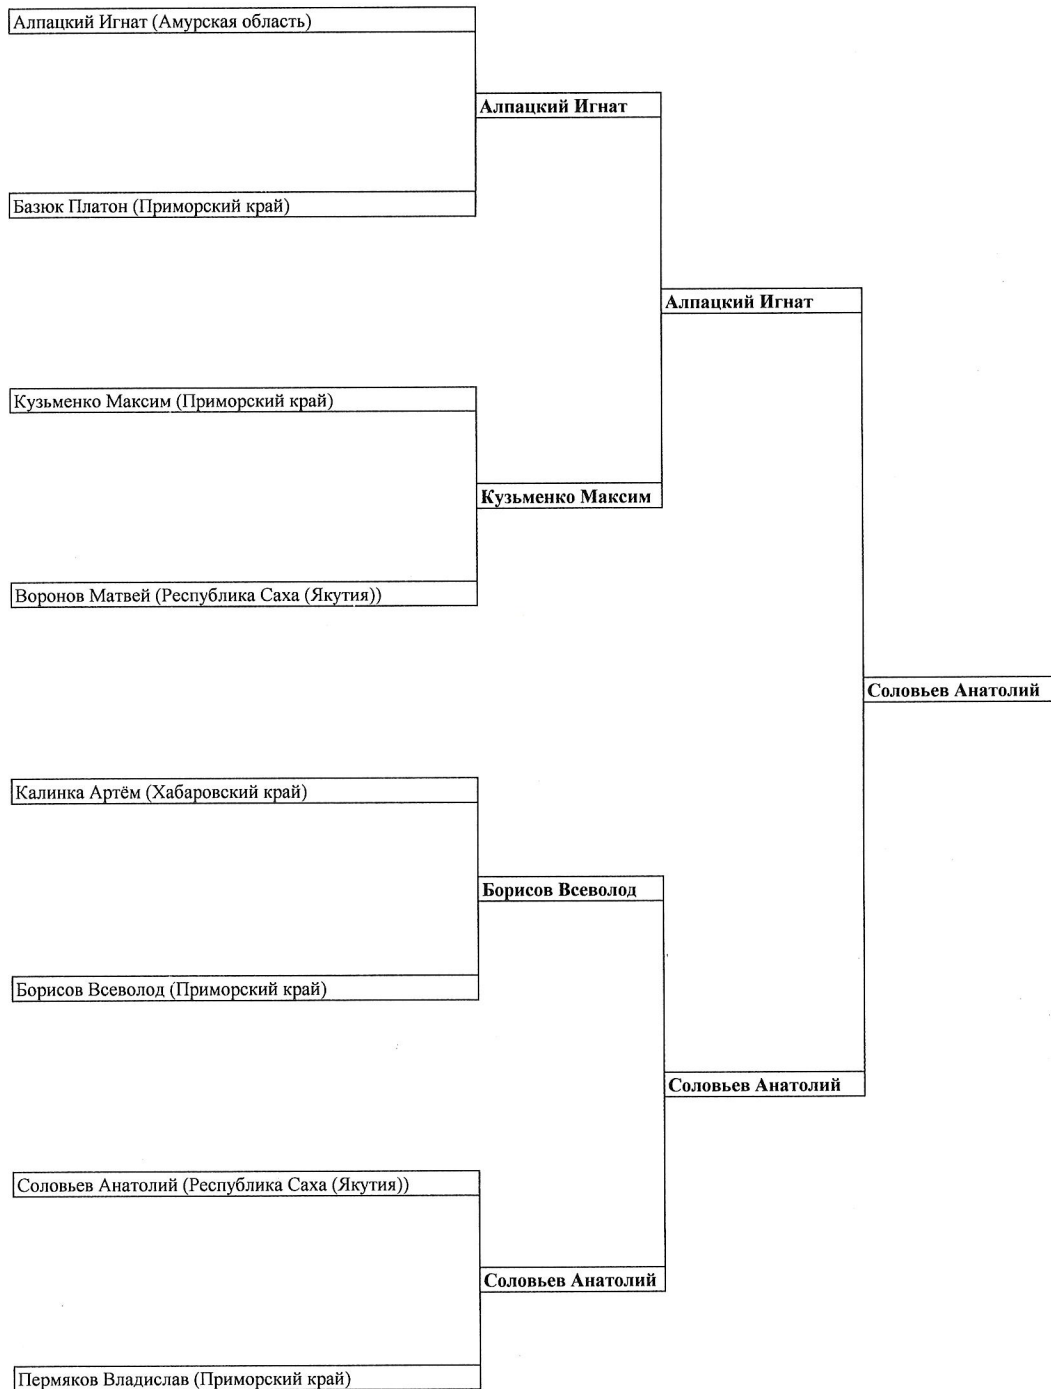 Алпацкий Игнат (Амурская область)
Алпацкий Игнат
Базюк Платон (Приморский край)
Алпацкий Игнат
Кузьменко Максим (Приморский край)
Кузьменко Максим
Воронов Матвей (Республика Саха (Якутия))
Соловьев Анатолий
Калинка Артём (Хабаровский край)
Борисов Всеволод
Борисов Всеволод (Приморский край)
Соловьев Анатолий
Соловьев Анатолий (Республика Саха (Якутия))
Соловьев Анатолий
Пермяков Владислав (Приморский край)